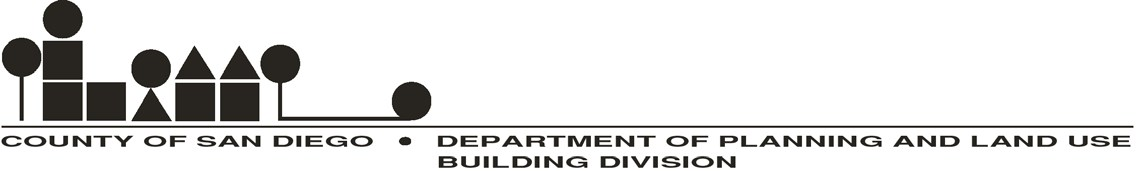 COUNTY OF SAN DIEGO • DEPARTMENT OF PLANNING AND LAND USE
BUILDING DIVISION